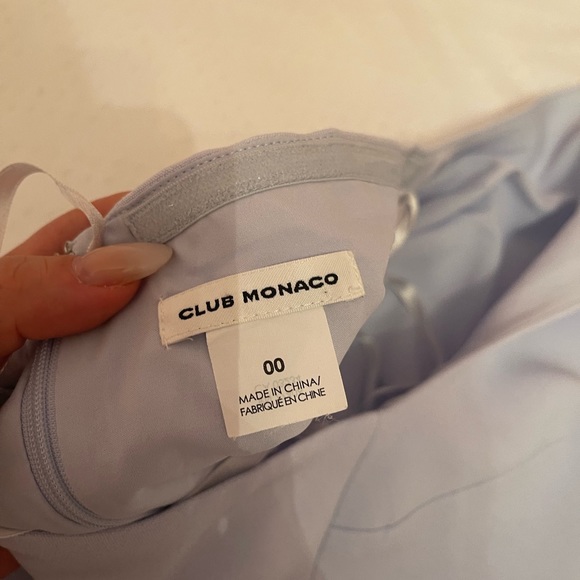 CLUB MONACO
00
MADE IN CHINA/
FABRIQUÉ EN CHINE